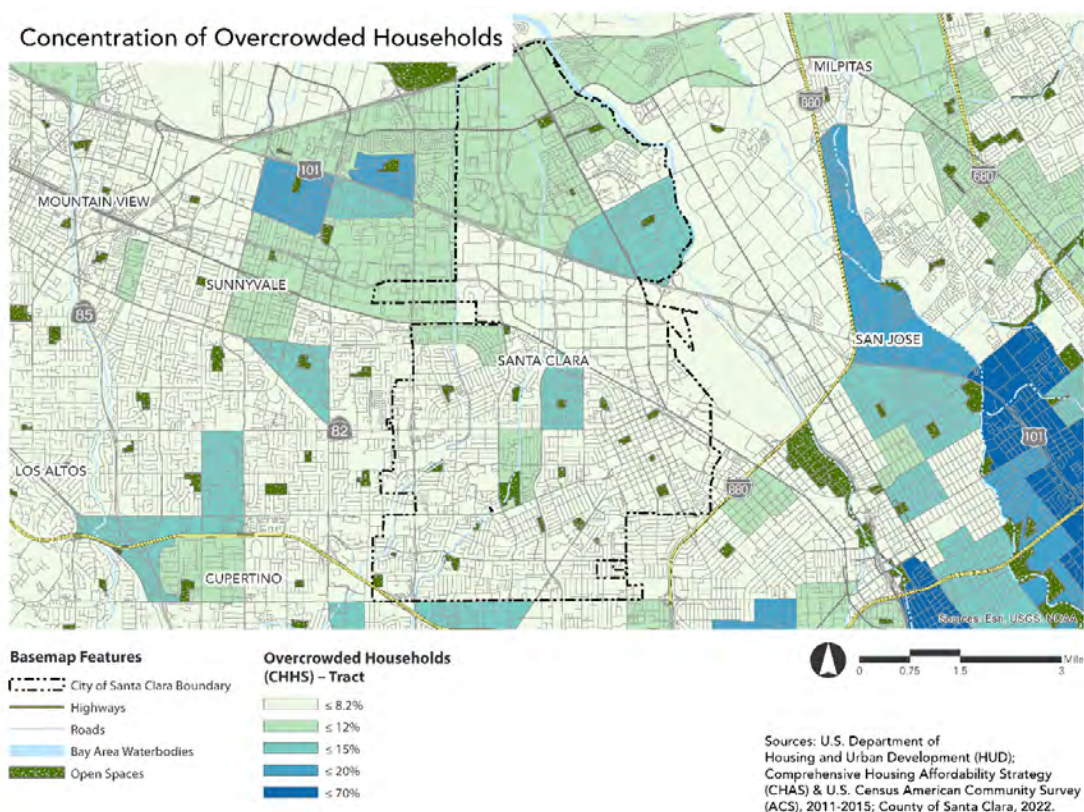 Concentration of Overcrowded Households
MILPITAS
880
680
101
MOUNTAIN VIEW
SUNNYVALE
85
SANTA CLARA
SAN JOSE
82
101
LOS ALTOS
880
CUPERTINO
Sources: Esri, USGS, NOAA
Basemap Features
City of Santa Clara Boundary
Highways
Roads
Bay Area Waterbodies
Open Spaces
Overcrowded Households
(CHHS) – Tract
≤ 8.2%
≤ 12%
≤ 15%
≤ 20%
≤ 70%
Mile
0 0.75 1.5 3
Sources: U.S. Department of
Housing and Urban Development (HUD);
Comprehensive Housing Affordability Strategy
(CHAS) & U.S. Census American Community Survey
(ACS), 2011-2015; County of Santa Clara, 2022.